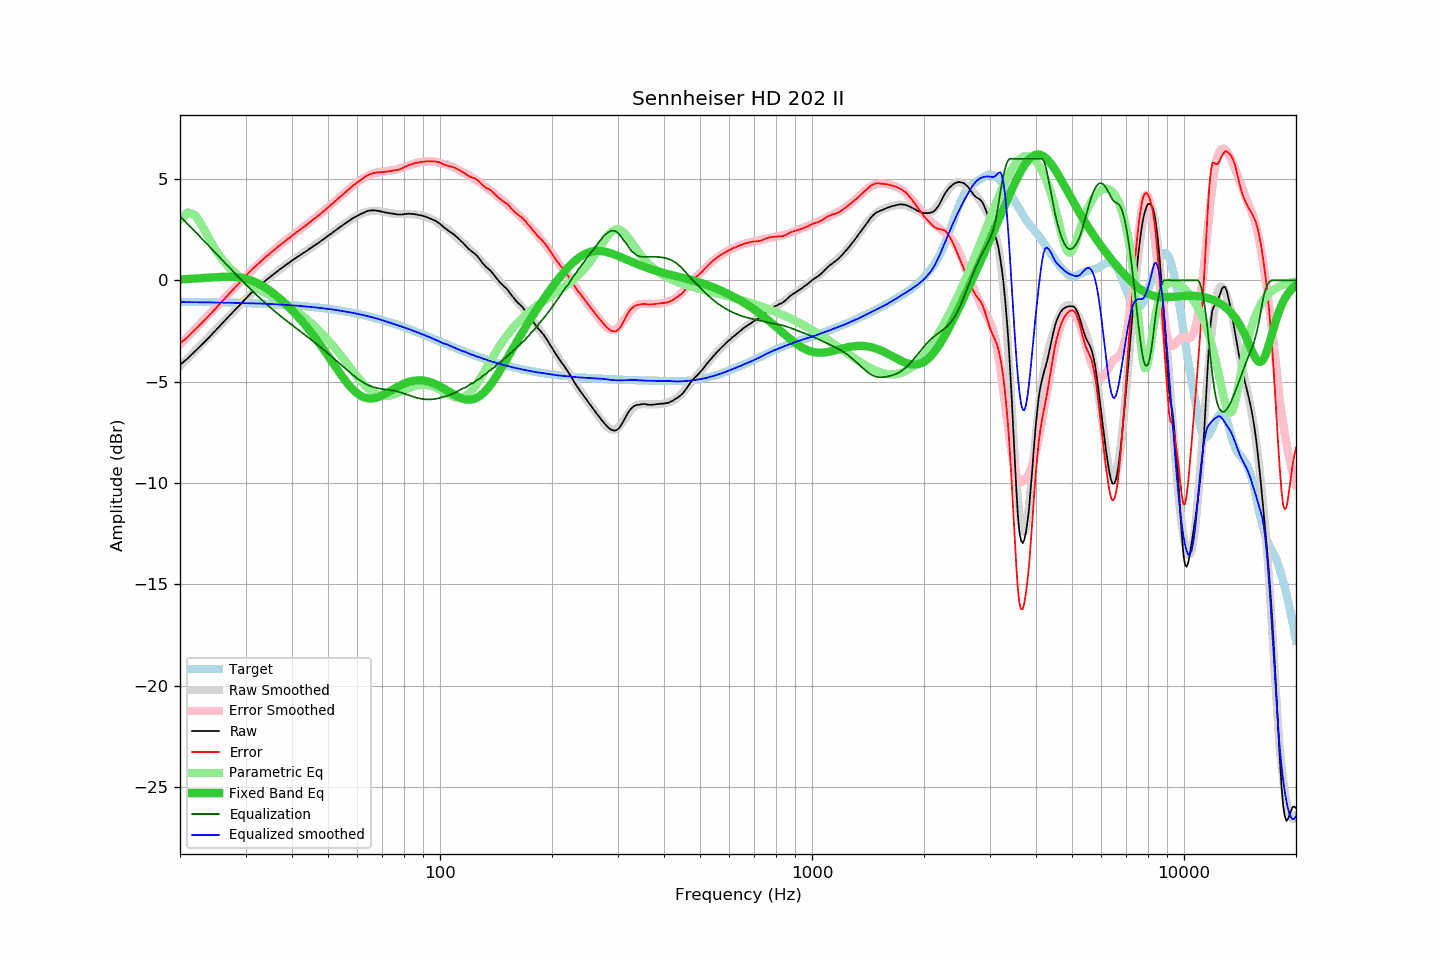 Sennheiser HD 202 II
5
0
−5
−10
−15
−20
−25
Amplitude (dBr)
Target
Raw Smoothed
Error Smoothed
Raw
Error
Parametric Eq
Fixed Band Eq
Equalization
Equalized smoothed
100
1000
10000
Frequency (Hz)